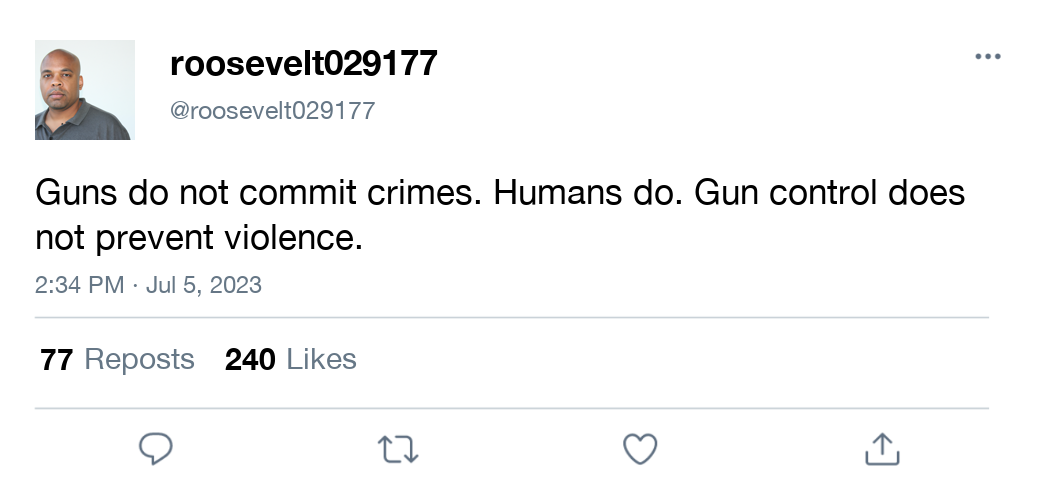 roosevelt029177
@roosevelt029177
Guns do not commit crimes. Humans do. Gun control does
not prevent violence.
2:34 PM · Jul 5, 2023
77 Reposts 240 Likes